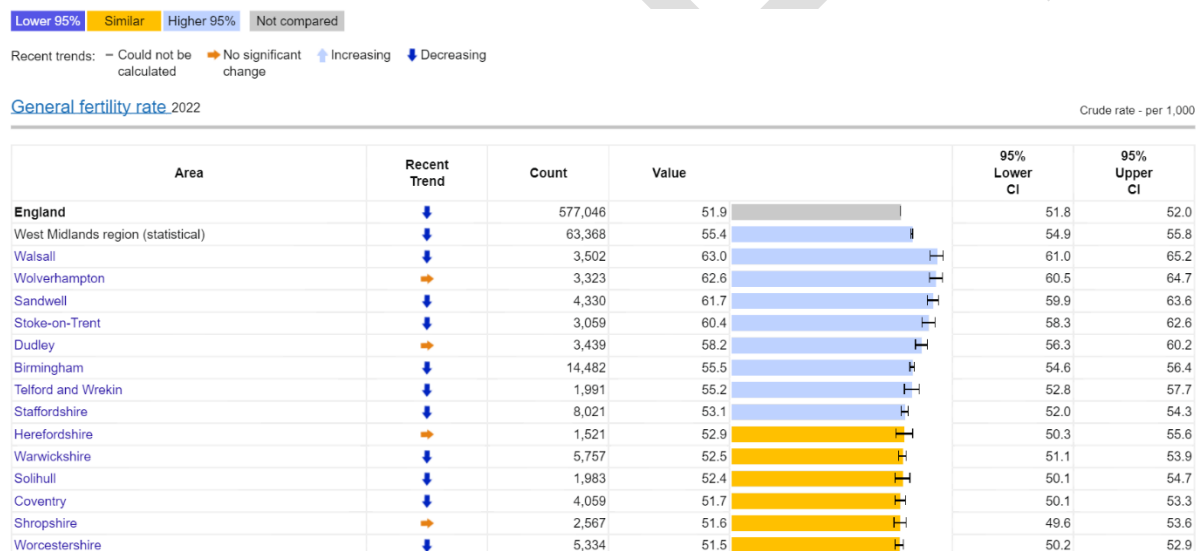 Lower 95% Similar Higher 95% Not compared
Recent trends: – Could not be calculated No significant change Increasing Decreasing
General fertility rate 2022 Crude rate - per 1,000
Area Recent Trend Count Value 95% Lower CI 95% Upper CI
England 577,046 51.9 51.8 52.0
West Midlands region (statistical) 63,368 55.4 54.9 55.8
Walsall 3,502 63.0 61.0 65.2
Wolverhampton 3,323 62.6 60.5 64.7
Sandwell 4,330 61.7 59.9 63.6
Stoke-on-Trent 3,059 60.4 58.3 62.6
Dudley 3,439 58.2 56.3 60.2
Birmingham 14,482 55.5 54.6 56.4
Telford and Wrekin 1,991 55.2 52.8 57.7
Staffordshire 8,021 53.1 52.0 54.3
Herefordshire 1,521 52.9 50.3 55.6
Warwickshire 5,757 52.5 51.1 53.9
Solihull 1,983 52.4 50.1 54.7
Coventry 4,059 51.7 50.1 53.3
Shropshire 2,567 51.6 49.6 53.6
Worcestershire 5,334 51.5 50.2 52.9